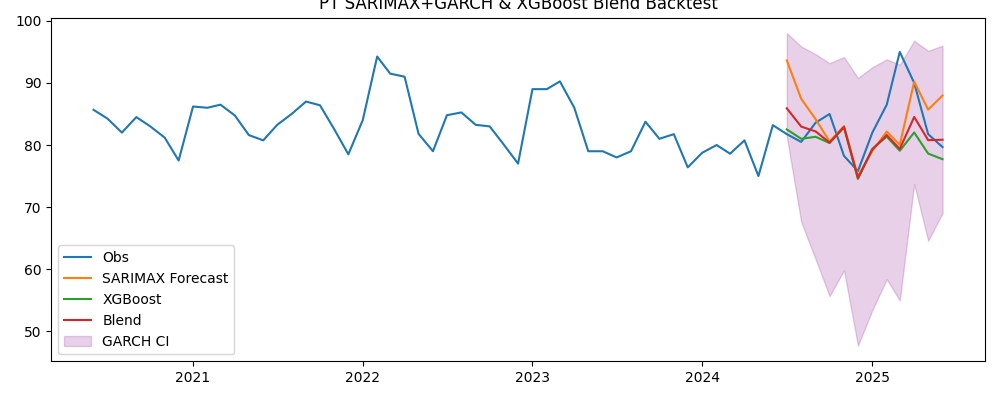 PT SARIMAX+GARCH & XGBoost Blend Backtest
100
90
80
70
60
50
Obs
SARIMAX Forecast
XGBoost
Blend
GARCH CI
2021
2022
2023
2024
2025